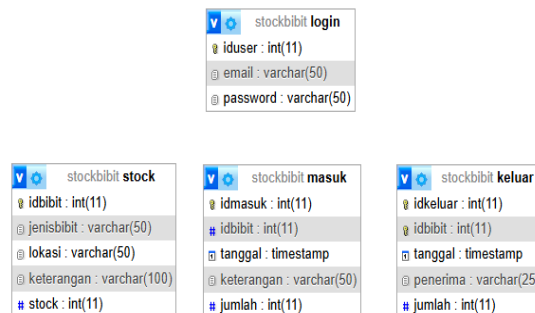 stockbibit login
iduser : int(11)
email : varchar(50)
password : varchar(50)
stockbibit stock
idbibit : int(11)
jenisbibit : varchar(50)
lokasi : varchar(50)
keterangan : varchar(100)
# stock : int(11)
stockbibit masuk
idmasuk : int(11)
# idbibit : int(11)
tanggal : timestamp
keterangan : varchar(50)
# jumlah : int(11)
stockbibit keluar
idkeluar : int(11)
idbibit : int(11)
tanggal : timestamp
penerima : varchar(25
# jumlah : int(11)